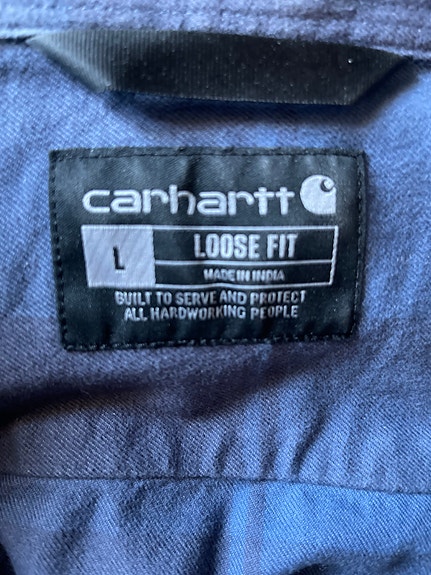 carhartt
L
LOOSE FIT
MADE IN INDIA
BUILT TO SERVE AND PROTECT
ALL HARDWORKING PEOPLE